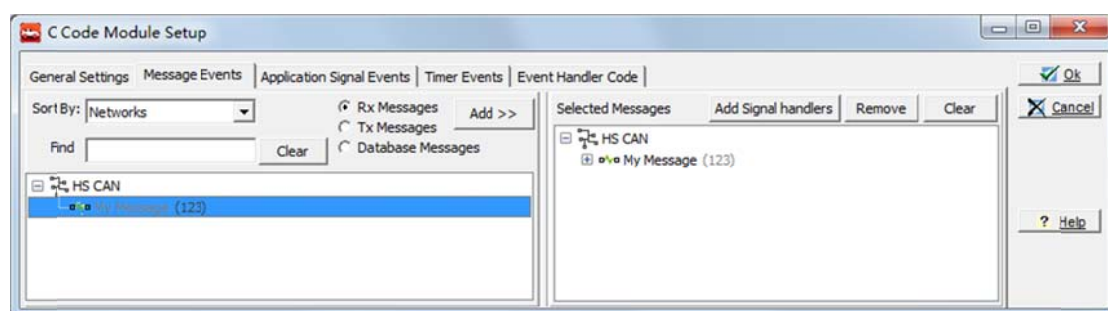 C Code Module Setup
General Settings Message Events Application Signal Events Timer Events Event Handler Code
Ok
Sort By: Networks
Rx Messages
Tx Messages
Database Messages
Add >>
Find
Clear
Selected Messages Add Signal handlers Remove Clear
Cancel
HS CAN
My Message (123)
HS CAN
My Message (123)
? Help